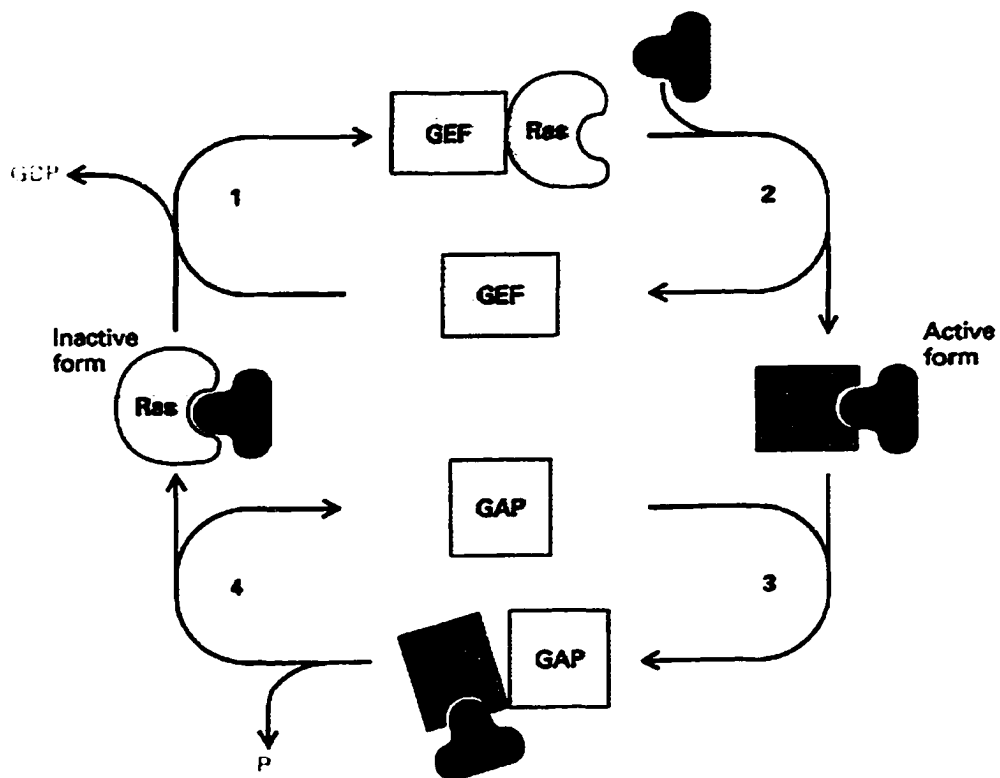 GEF
Ras
GDP
1
2
GEF
Inactive
form
Active
form
Ras
GAP
4
3
GAP
P